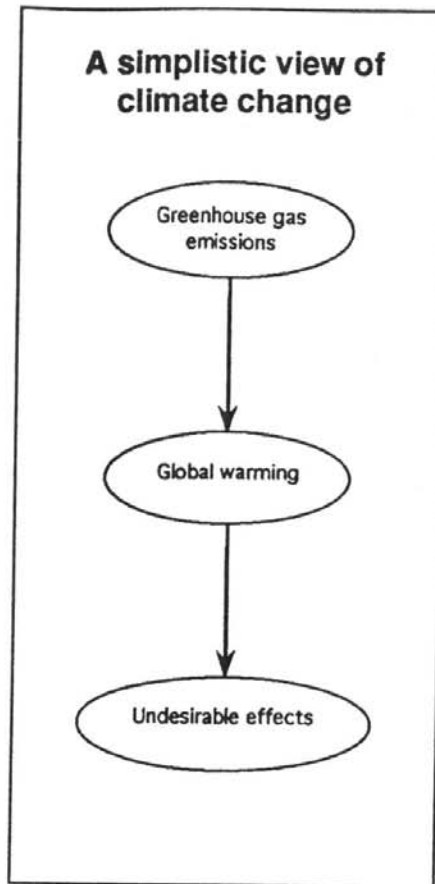 A simplistic view of
climate change
Greenhouse gas
emissions
Global warming
Undesirable effects